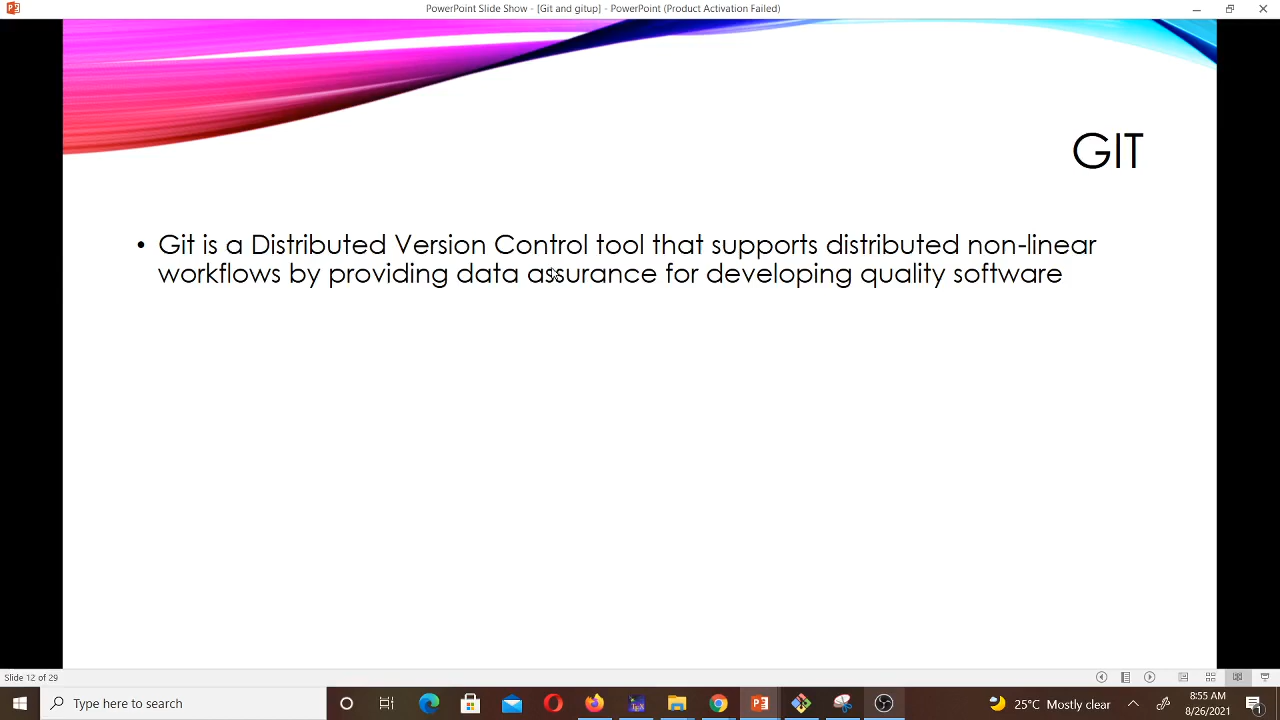 PowerPoint Slide Show - [Git and gitup] - PowerPoint (Product Activation Failed)
GIT
• Git is a Distributed Version Control tool that supports distributed non-linear
workflows by providing data assurance for developing quality software
Slide 12 of 29
Type here to search
25°C Mostly clear
8:55 AM
8/26/2021
1